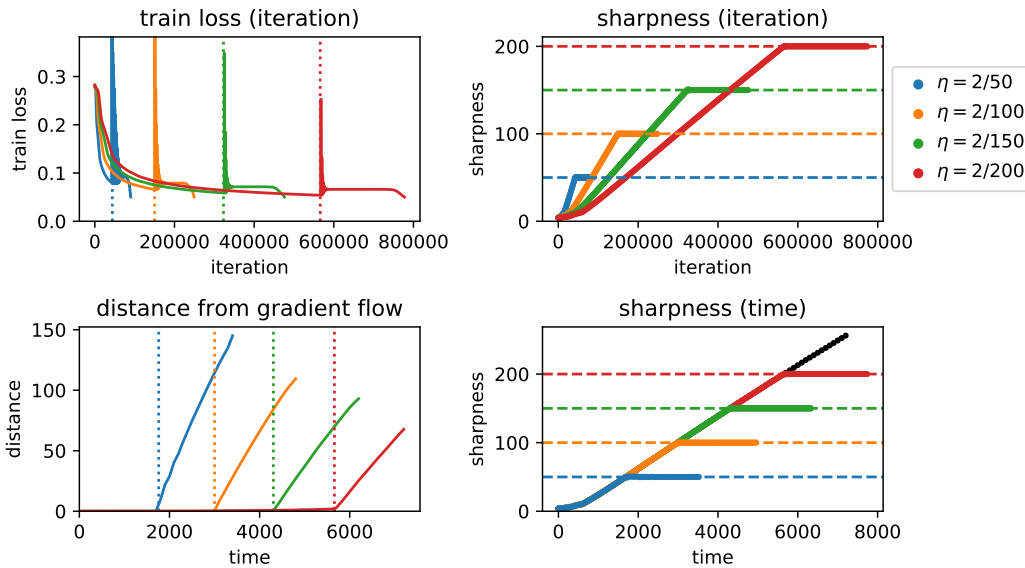 train loss (iteration)
train loss
0.3
0.2
0.1
0.0
0
200000
400000
600000
800000
iteration
sharpness (iteration)
sharpness
200
150
100
50
0
0
200000
400000
600000
800000
iteration
η = 2/50
η = 2/100
η = 2/150
η = 2/200
distance from gradient flow
distance
150
100
50
0
0
2000
4000
6000
time
sharpness (time)
sharpness
200
100
0
0
2000
4000
6000
8000
time